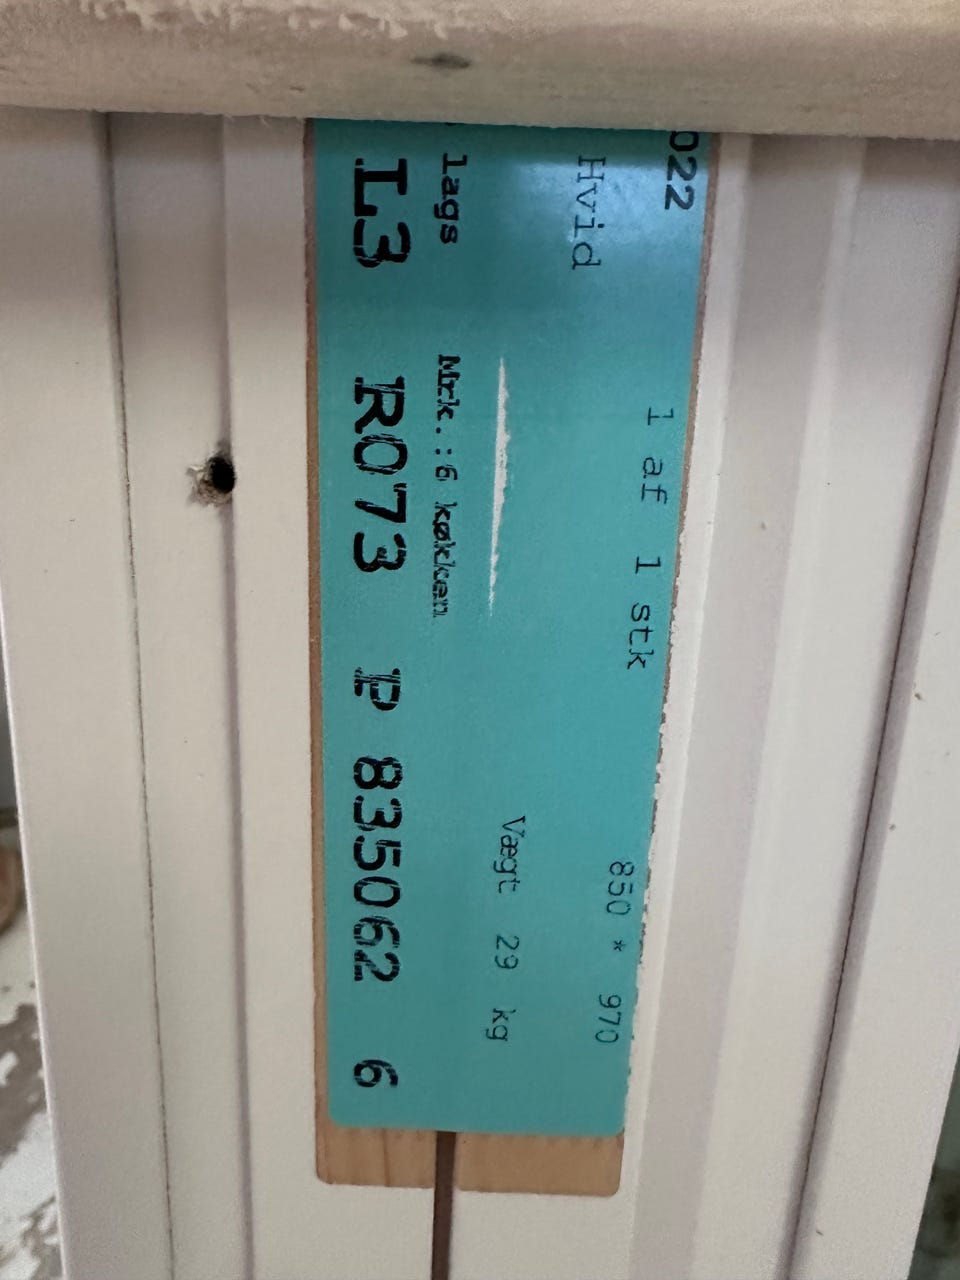 022
1 af 1 stk 850 * 970
Hvid
Vægt 29 kg
lags Mrk.:6 køkken
L3 R073 P 835062 6